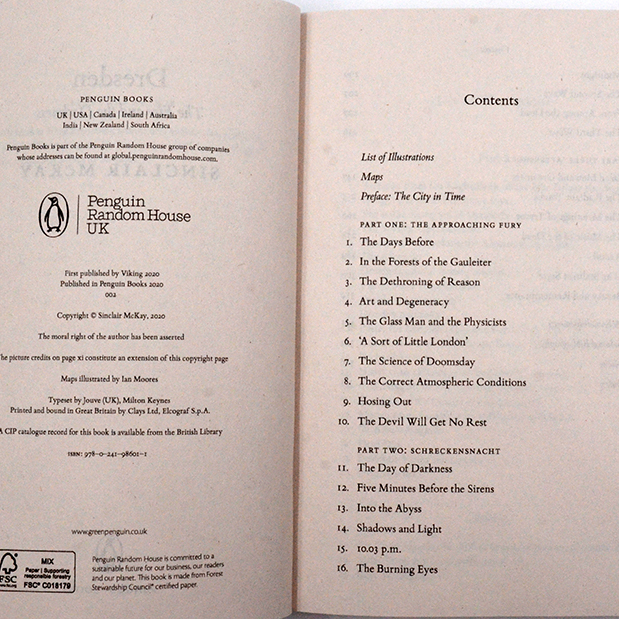 PENGUIN BOOKS
UK | USA | Canada | Ireland | Australia
India | New Zealand | South Africa
Penguin Books is part of the Penguin Random House group of companies
whose addresses can be found at global.penguinrandomhouse.com.
Penguin
Random House
UK
First published by Viking 2020
Published in Penguin Books 2020
002
Copyright © Sinclair McKay, 2020
The moral right of the author has been asserted
The picture credits on page xi constitute an extension of this copyright page
Maps illustrated by Ian Moores
Typeset by Jouve (UK), Milton Keynes
Printed and bound in Great Britain by Clays Ltd, Elcograf S.p.A.
A CIP catalogue record for this book is available from the British Library
ISBN: 978-0-241-98601-1
www.greenpenguin.co.uk
FSC
MIX
Paper | Supporting
responsible forestry
FSC® C018179
Penguin Random House is committed to a
sustainable future for our business, our readers
and our planet. This book is made from Forest
Stewardship Council® certified paper.
Contents
List of Illustrations
Maps
Preface: The City in Time
PART ONE: THE APPROACHING FURY
1. The Days Before
2. In the Forests of the Gauleiter
3. The Dethroning of Reason
4. Art and Degeneracy
5. The Glass Man and the Physicists
6. 'A Sort of Little London'
7. The Science of Doomsday
8. The Correct Atmospheric Conditions
9. Hosing Out
10. The Devil Will Get No Rest
PART TWO: SCHRECKENSNACHT
11. The Day of Darkness
12. Five Minutes Before the Sirens
13. Into the Abyss
14. Shadows and Light
15. 10.03 p.m.
16. The Burning Eyes